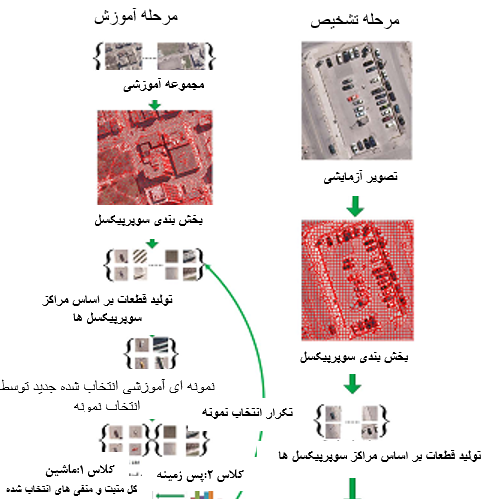 مرحله آموزش
مجموعه آموزشی
بخش بندی سوپرپیکسل
تولید قطعات بر اساس مراکز
سوپرپیکسل ها
نمونه ای آموزشی انتخاب شده جدید توسط
انتخاب نمونه
تکرار انتخاب نمونه
کلاس ۱:ماشین
کلاس ۲:پس زمینه
کل مثبت و منفی های انتخاب شده
مرحله تشخیص
تصویر آزمایشی
بخش بندی سوپرپیکسل
تولید قطعات بر اساس مراکز سوپرپیکسل ها